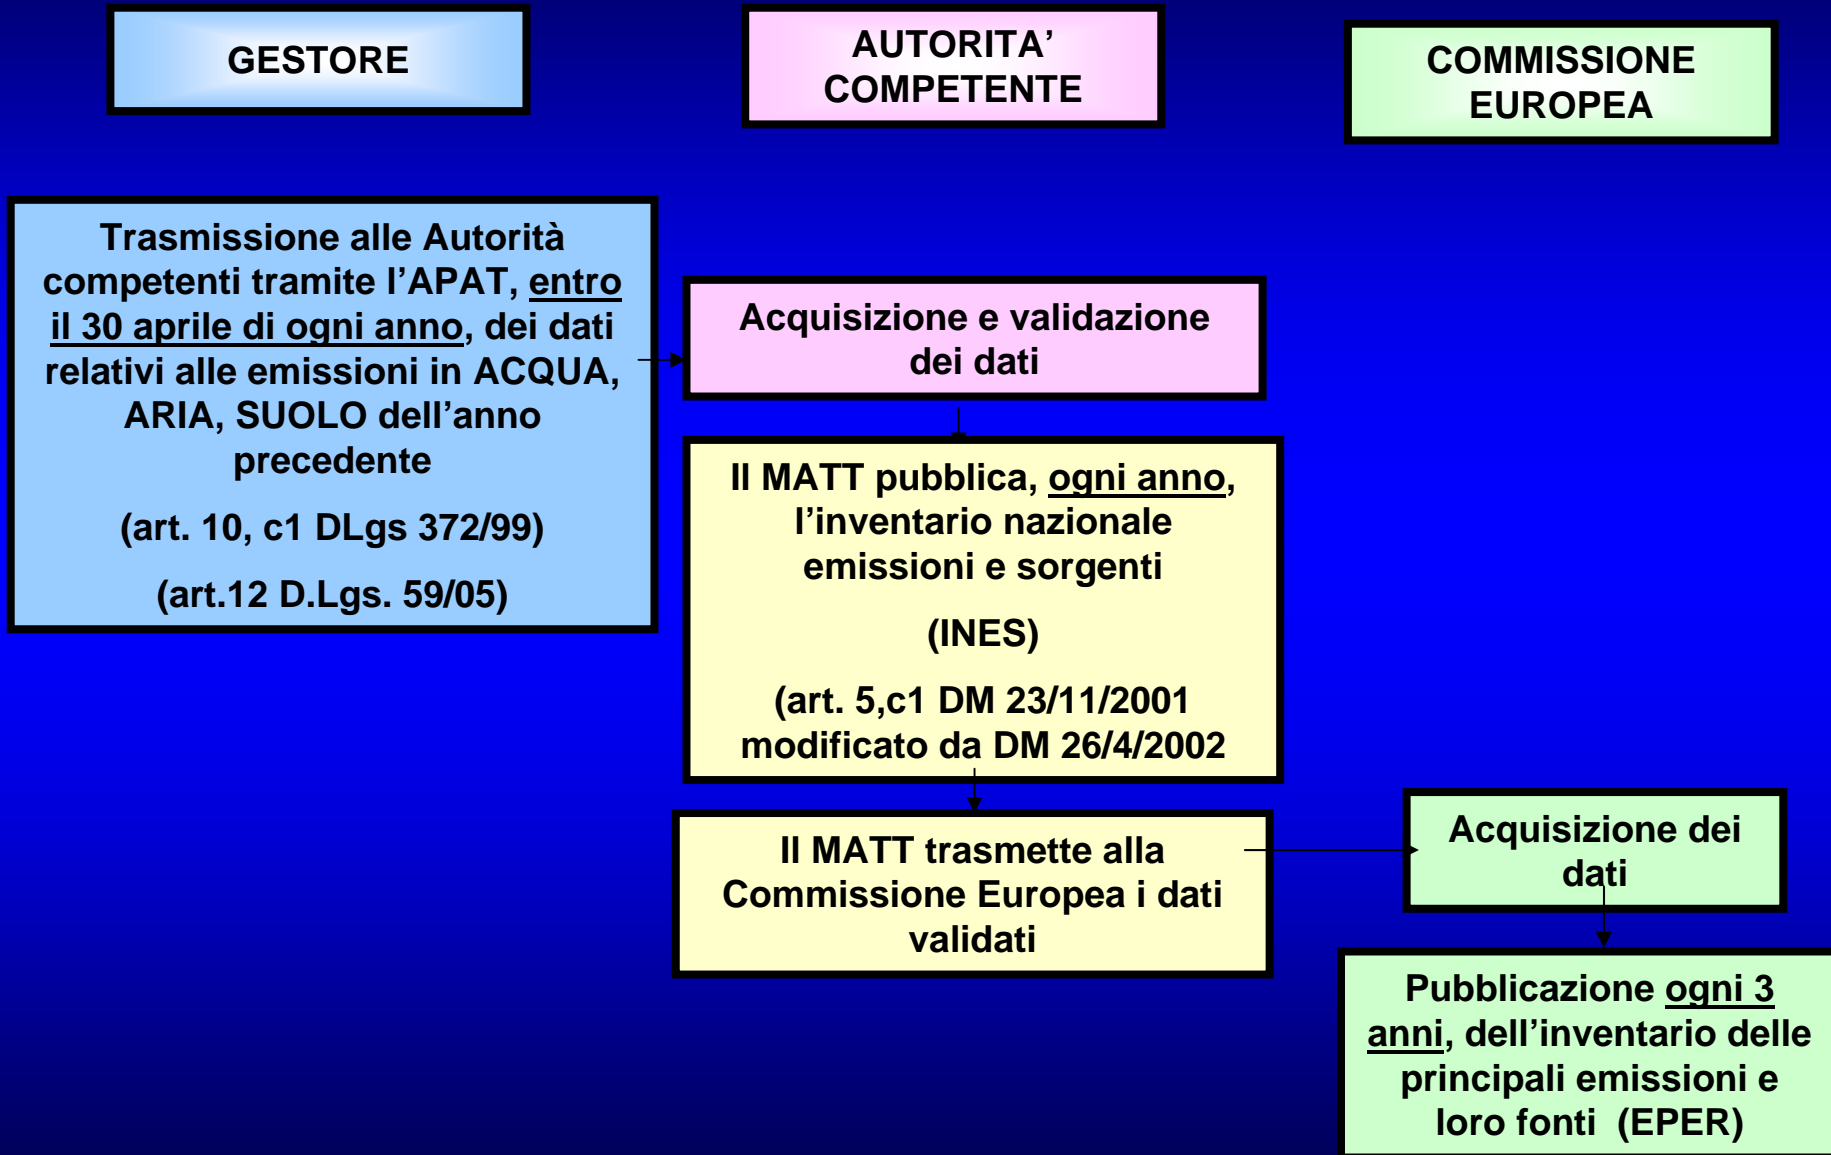 GESTORE
AUTORITA’
COMPETENTE
COMMISSIONE
EUROPEA
Trasmissione alle Autorità
competenti tramite l’APAT, entro
il 30 aprile di ogni anno, dei dati
relativi alle emissioni in ACQUA,
ARIA, SUOLO dell’anno
precedente
(art. 10, c1 DLgs 372/99)
(art.12 D.Lgs. 59/05)
Acquisizione e validazione
dei dati
Il MATT pubblica, ogni anno,
l’inventario nazionale
emissioni e sorgenti
(INES)
(art. 5,c1 DM 23/11/2001
modificato da DM 26/4/2002
Il MATT trasmette alla
Commissione Europea i dati
validati
Acquisizione dei
dati
Pubblicazione ogni 3
anni, dell’inventario delle
principali emissioni e
loro fonti (EPER)